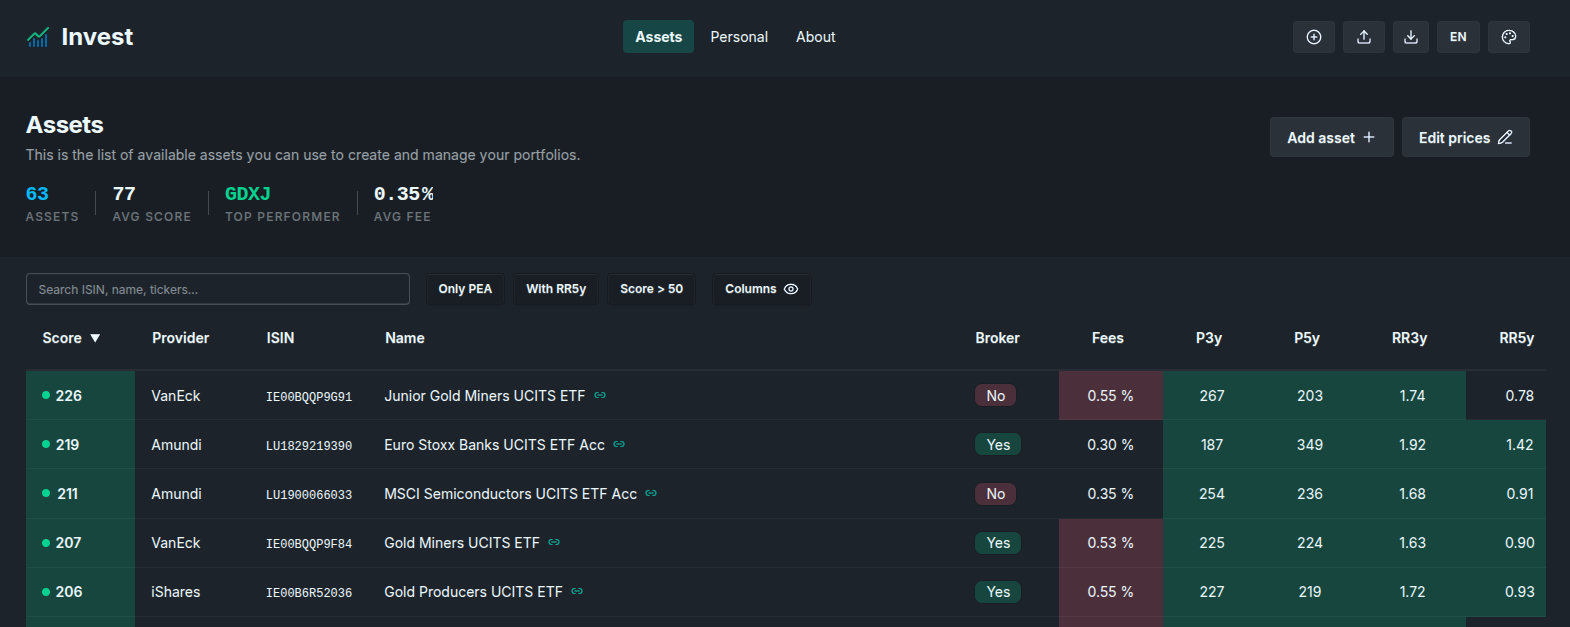 Invest
Assets Personal About
EN
Assets
This is the list of available assets you can use to create and manage your portfolios.
Add asset Edit prices
63 77 GDXJ 0.35%
ASSETS AVG SCORE TOP PERFORMER AVG FEE
Search ISIN, name, tickers... Only PEA With RR5y Score > 50 Columns
Score ▼ Provider ISIN Name Broker Fees P3y P5y RR3y RR5y
226 VanEck IE00BQQP9G91 Junior Gold Miners UCITS ETF No 0.55 % 267 203 1.74 0.78
219 Amundi LU1829219390 Euro Stoxx Banks UCITS ETF Acc Yes 0.30 % 187 349 1.92 1.42
211 Amundi LU1900066033 MSCI Semiconductors UCITS ETF Acc No 0.35 % 254 236 1.68 0.91
207 VanEck IE00BQQP9F84 Gold Miners UCITS ETF Yes 0.53 % 225 224 1.63 0.90
206 iShares IE00B6R52036 Gold Producers UCITS ETF Yes 0.55 % 227 219 1.72 0.93